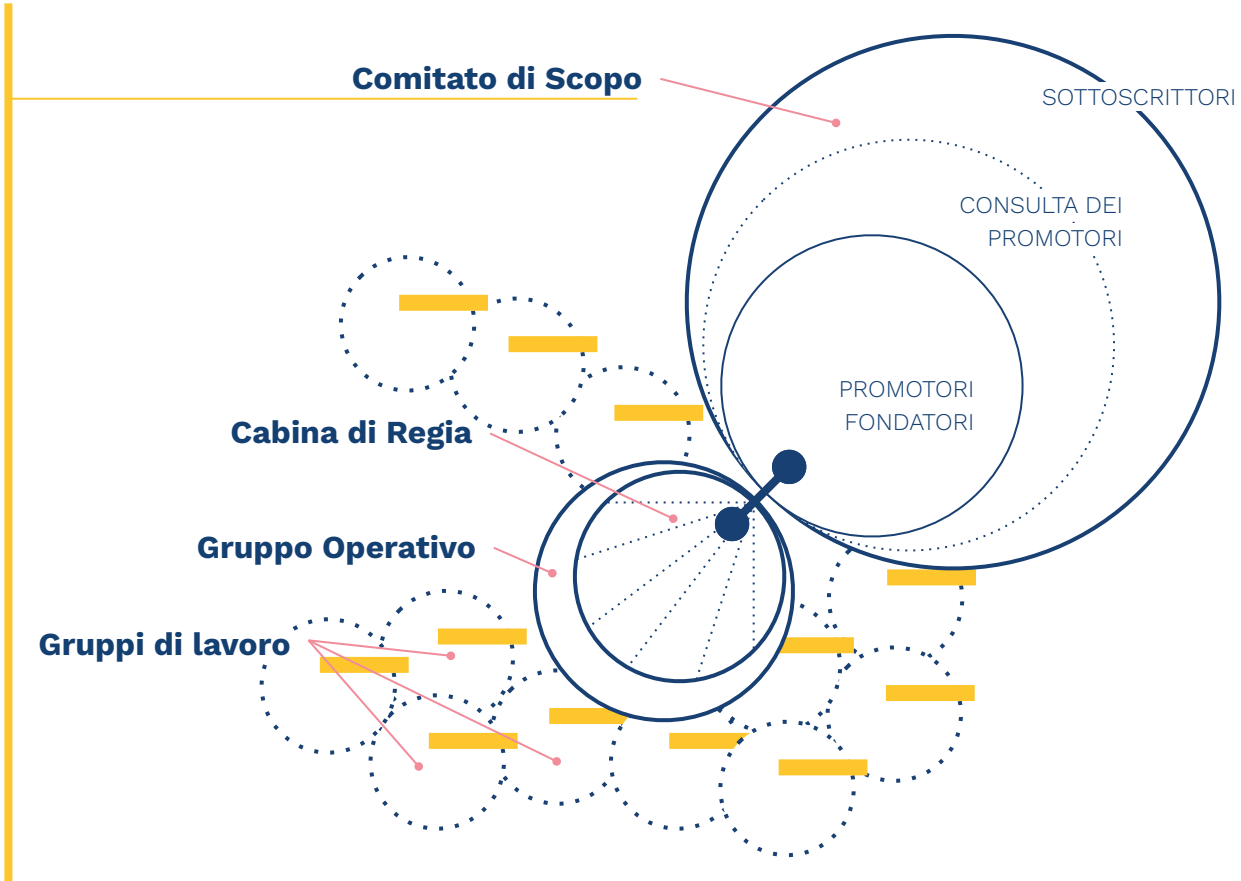 Comitato di Scopo
SOTTOSCRITTORI
CONSULTA DEI
PROMOTORI
PROMOTORI
FONDATORI
Cabina di Regia
Gruppo Operativo
Gruppi di lavoro